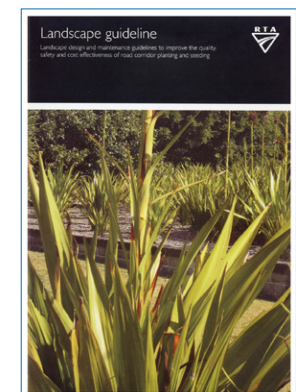 Landscape guideline
RTA
Landscape design and maintenance guidelines to improve the quality,
safety and cost effectiveness of road corridor planting and seeding